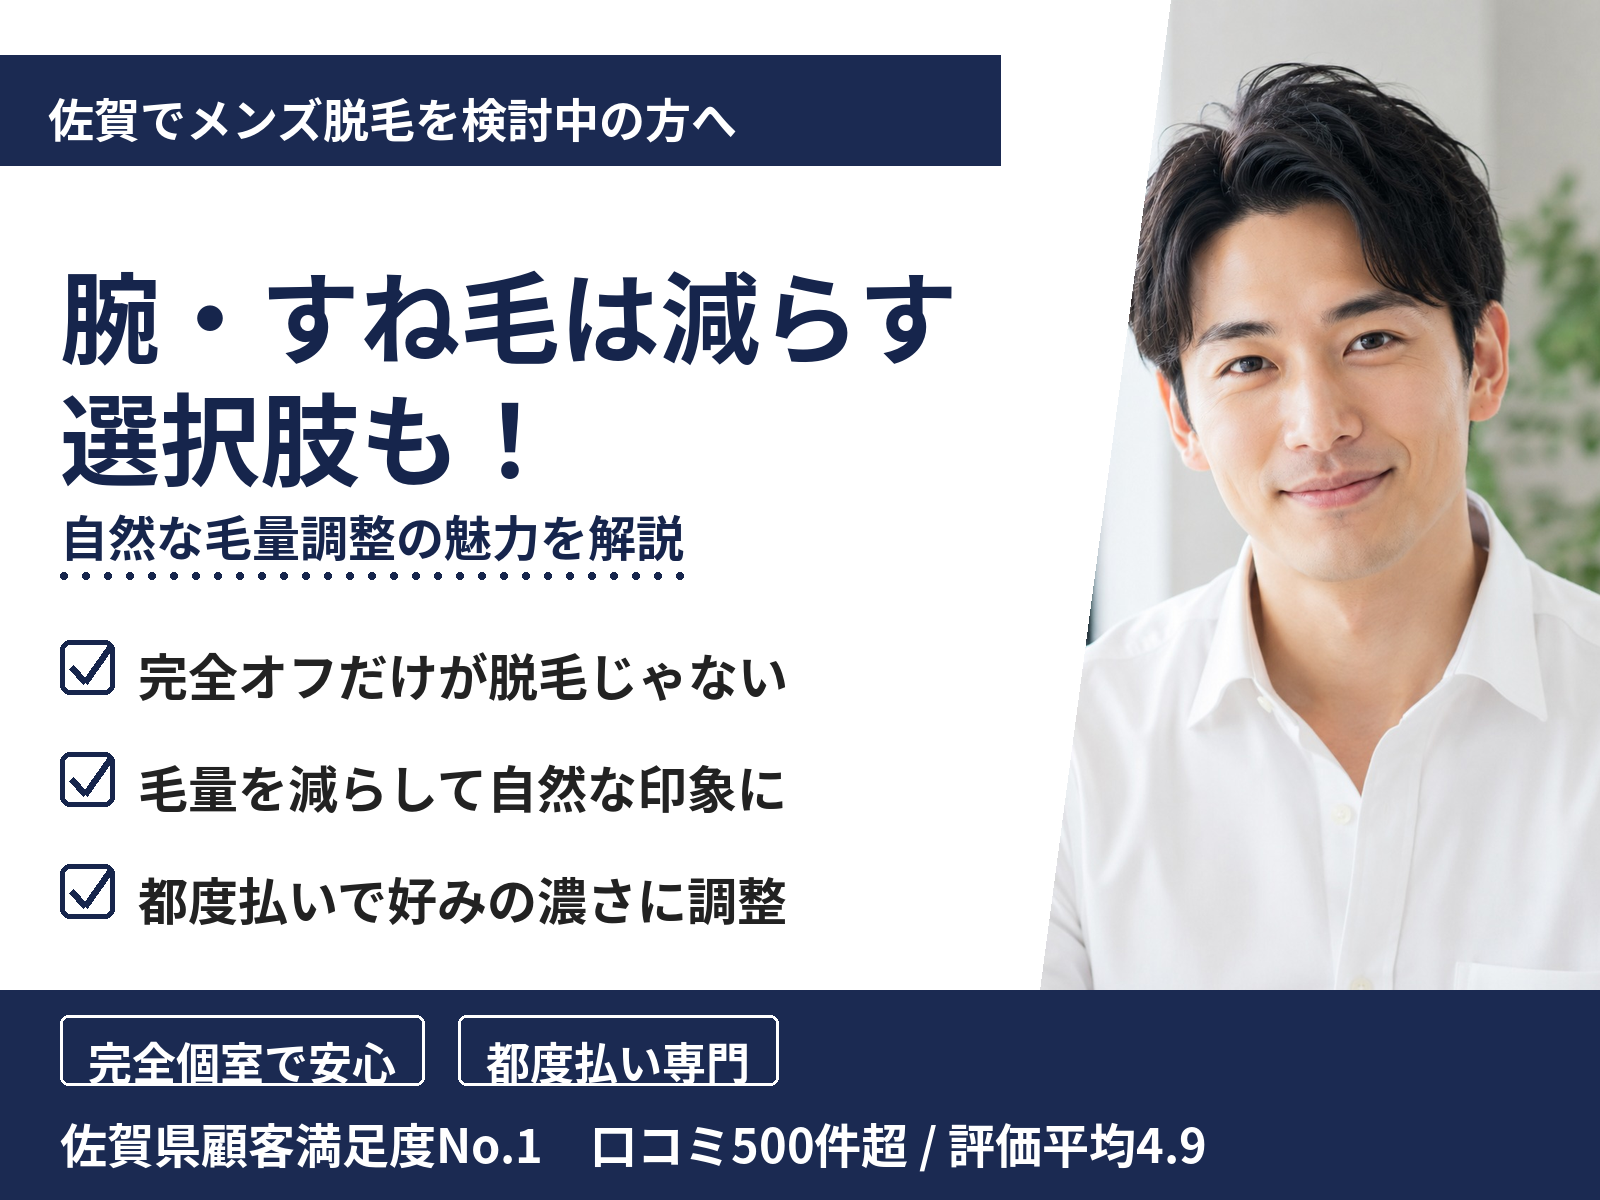 佐賀でメンズ脱毛を検討中の方へ
腕・すね毛は減らす
選択肢も！
自然な毛量調整の魅力を解説
完全オフだけが脱毛じゃない
毛量を減らして自然な印象に
都度払いで好みの濃さに調整
完全個室で安心
都度払い専門
佐賀県顧客満足度No.1　口コミ500件超 / 評価平均4.9